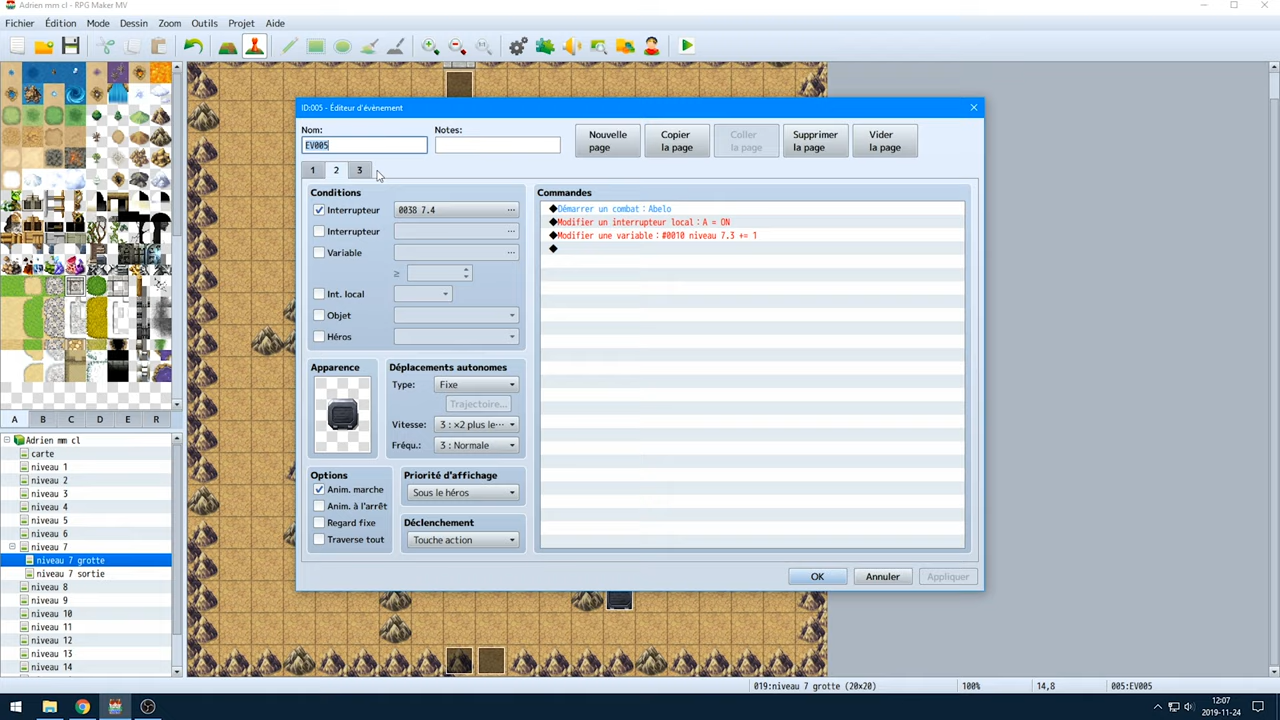 Adrien mm cl - RPG Maker MV
Fichier Édition Mode Dessin Zoom Outils Projet Aide
1:1
ID:005 - Éditeur d'événement
Nom: Notes:
EV005
Nouvelle page
Copier la page
Coller la page
Supprimer la page
Vider la page
1 2 3
Conditions
Interrupteur 0038 7.4 ...
Interrupteur ...
Variable ...
≥
Int. local
Objet
Héros
Apparence
Déplacements autonomes
Type: Fixe
Trajectoire...
Vitesse: 3 : ×2 plus le...
Fréqu.: 3 : Normale
Options
Anim. marche
Anim. à l'arrêt
Regard fixe
Traverse tout
Priorité d'affichage
Sous le héros
Déclenchement
Touche action
Commandes
◆Démarrer un combat : Abelo
◆Modifier un interrupteur local : A = ON
◆Modifier une variable : #0010 niveau 7.3 += 1
◆
OK Annuler Appliquer
A B C D E R
Adrien mm cl
carte
niveau 1
niveau 2
niveau 3
niveau 4
niveau 5
niveau 6
niveau 7
niveau 7 grotte
niveau 7 sortie
niveau 8
niveau 9
niveau 10
niveau 11
niveau 12
niveau 13
niveau 14
019:niveau 7 grotte (20×20) 100% 14,8 005:EV005
12:07
2019-11-24